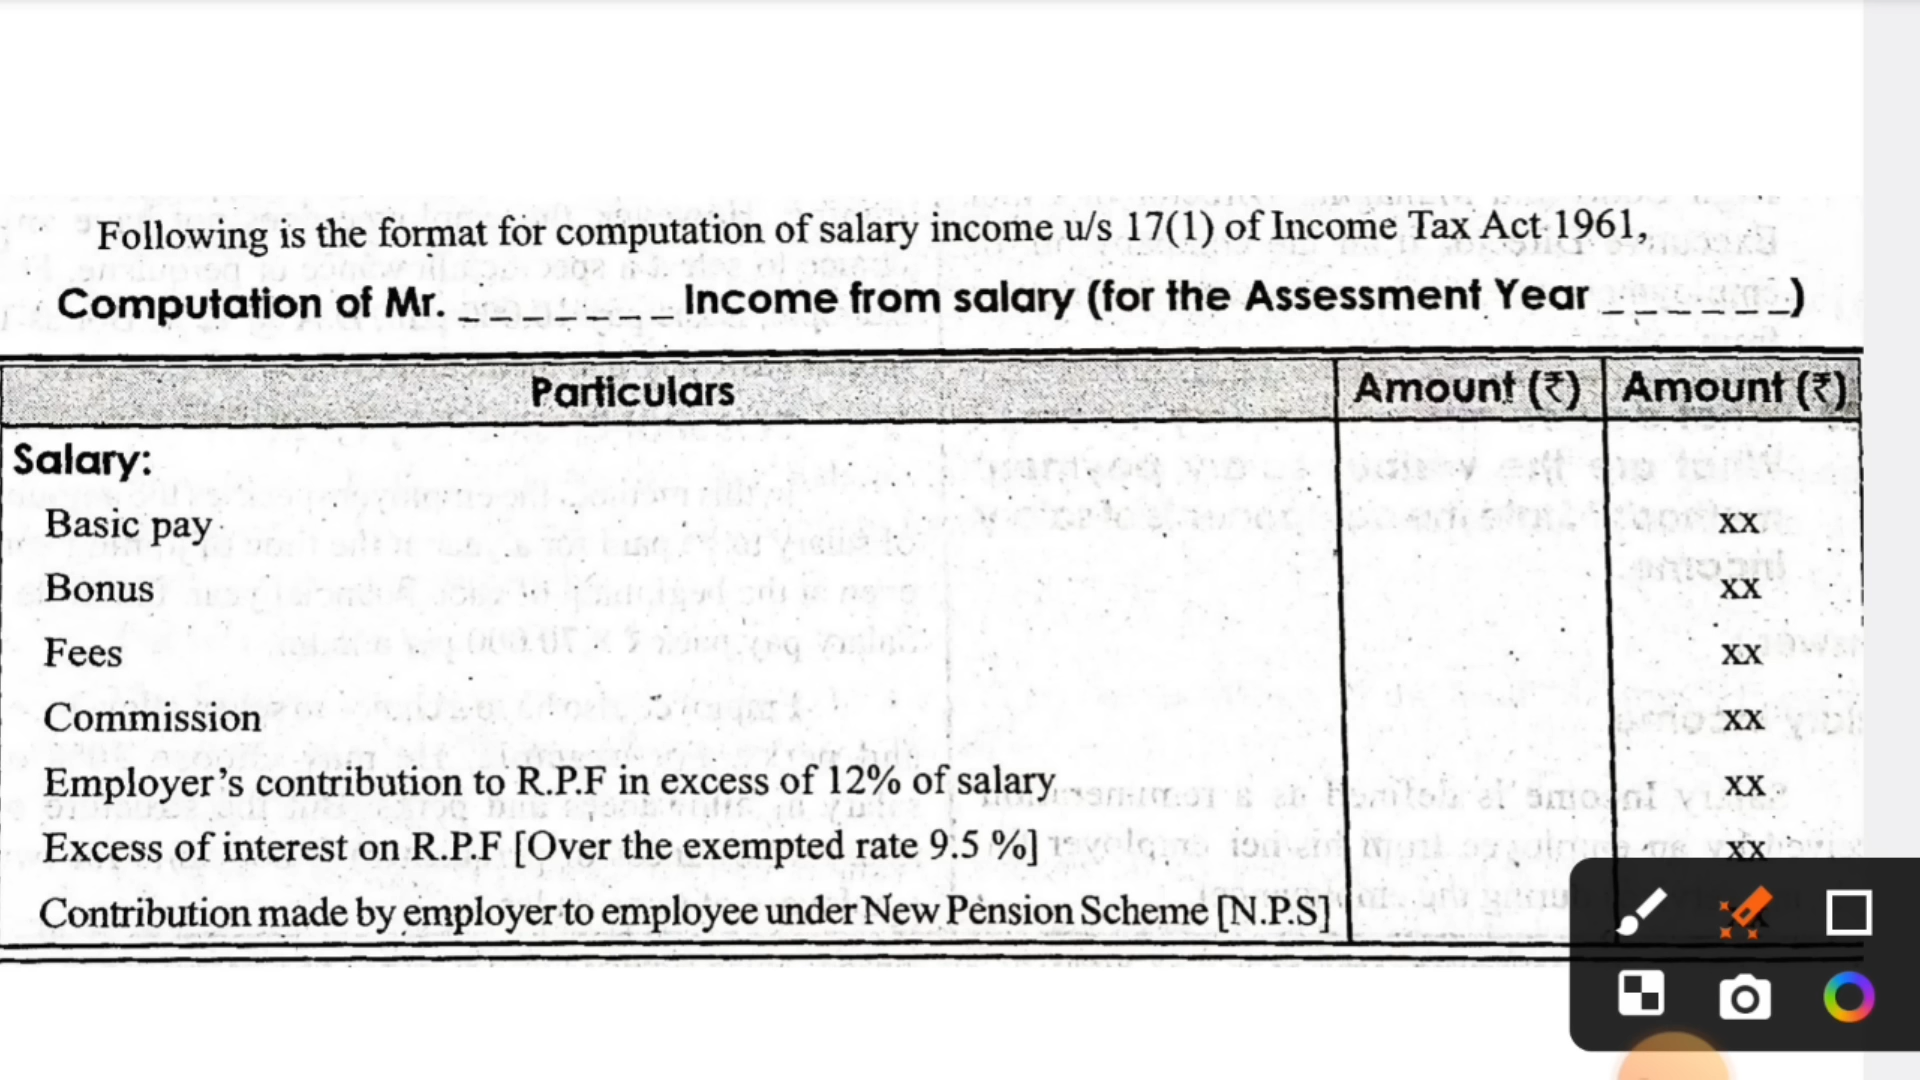 Following is the format for computation of salary income u/s 17(1) of Income Tax Act 1961,
Computation of Mr. _______ Income from salary (for the Assessment Year ______)
Particulars Amount (₹) Amount (₹)
Salary:
Basic pay xx
Bonus xx
Fees xx
Commission xx
Employer's contribution to R.P.F in excess of 12% of salary xx
Excess of interest on R.P.F [Over the exempted rate 9.5 %] xx
Contribution made by employer to employee under New Pension Scheme [N.P.S]